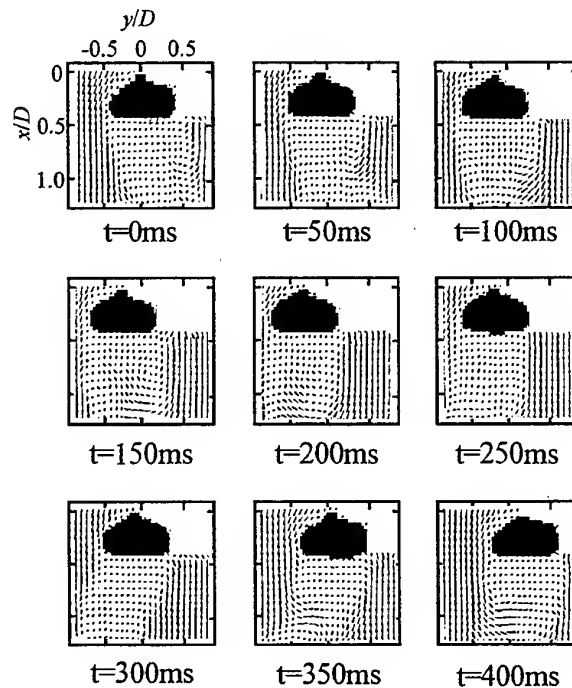 y/D
-0.5 0 0.5
0
0.5
1.0
x/D
t=0ms t=50ms t=100ms
t=150ms t=200ms t=250ms
t=300ms t=350ms t=400ms